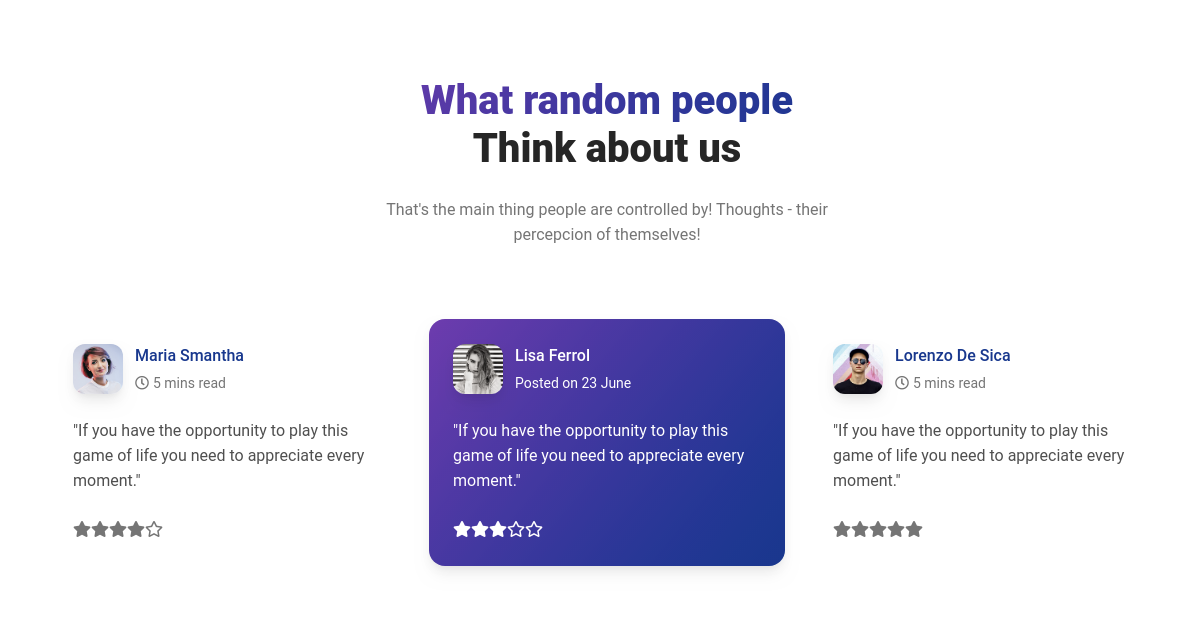 What random people
Think about us
That's the main thing people are controlled by! Thoughts - their
percepcion of themselves!
Maria Smantha
5 mins read
"If you have the opportunity to play this
game of life you need to appreciate every
moment."
Lisa Ferrol
Posted on 23 June
"If you have the opportunity to play this
game of life you need to appreciate every
moment."
Lorenzo De Sica
5 mins read
"If you have the opportunity to play this
game of life you need to appreciate every
moment."